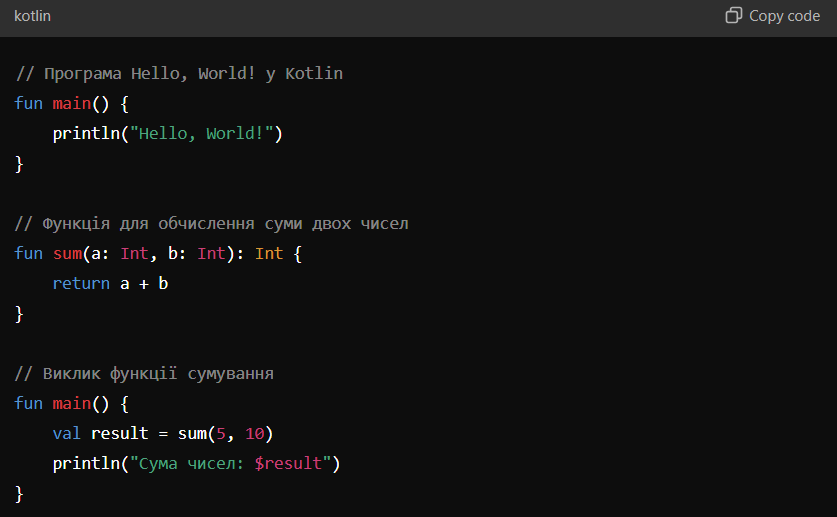 kotlin
Copy code
// Програма Hello, World! у Kotlin
fun main() {
    println("Hello, World!")
}
// Функція для обчислення суми двох чисел
fun sum(a: Int, b: Int): Int {
    return a + b
}
// Виклик функції сумування
fun main() {
    val result = sum(5, 10)
    println("Сума чисел: $result")
}